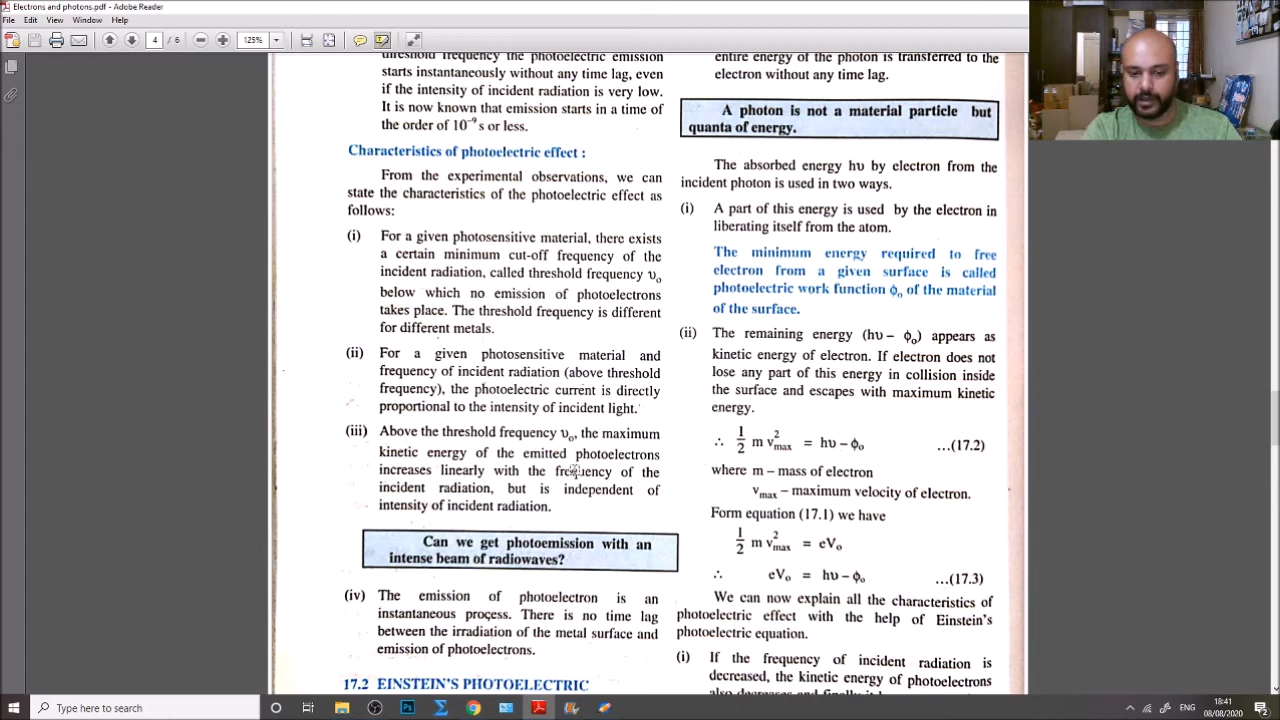 Electrons and photons.pdf - Adobe Reader
File Edit View Window Help
4 / 6 125%
threshold frequency the photoelectric emission
starts instantaneously without any time lag, even
if the intensity of incident radiation is very low.
It is now known that emission starts in a time of
the order of 10⁻⁹ s or less.
Characteristics of photoelectric effect :
From the experimental observations, we can
state the characteristics of the photoelectric effect as
follows:
(i) For a given photosensitive material, there exists
a certain minimum cut-off frequency of the
incident radiation, called threshold frequency υₒ
below which no emission of photoelectrons
takes place. The threshold frequency is different
for different metals.
(ii) For a given photosensitive material and
frequency of incident radiation (above threshold
frequency), the photoelectric current is directly
proportional to the intensity of incident light.
(iii) Above the threshold frequency υₒ, the maximum
kinetic energy of the emitted photoelectrons
increases linearly with the frequency of the
incident radiation, but is independent of
intensity of incident radiation.
Can we get photoemission with an
intense beam of radiowaves?
(iv) The emission of photoelectron is an
instantaneous process. There is no time lag
between the irradiation of the metal surface and
emission of photoelectrons.
17.2 EINSTEIN'S PHOTOELECTRIC
entire energy of the photon is transferred to the
electron without any time lag.
A photon is not a material particle but
quanta of energy.
The absorbed energy hυ by electron from the
incident photon is used in two ways.
(i) A part of this energy is used by the electron in
liberating itself from the atom.
The minimum energy required to free
electron from a given surface is called
photoelectric work function ϕₒ of the material
of the surface.
(ii) The remaining energy (hυ – ϕₒ) appears as
kinetic energy of electron. If electron does not
lose any part of this energy in collision inside
the surface and escapes with maximum kinetic
energy.
∴ 1/2 m v²max = hυ – ϕₒ ...(17.2)
where m – mass of electron
vmax – maximum velocity of electron.
Form equation (17.1) we have
1/2 m v²max = eVₒ
∴ eVₒ = hυ – ϕₒ ...(17.3)
We can now explain all the characteristics of
photoelectric effect with the help of Einstein's
photoelectric equation.
(i) If the frequency of incident radiation is
decreased, the kinetic energy of photoelectrons
Type here to search
ENG
18:41
08/08/2020